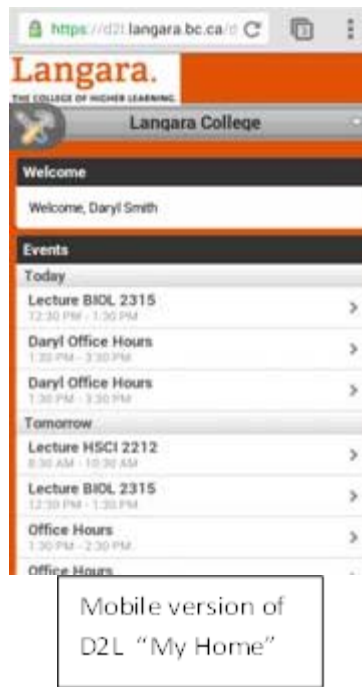 https://d2l.langara.bc.ca/d
Langara.
THE COLLEGE OF HIGHER LEARNING.
Langara College
Welcome
Welcome, Daryl Smith
Events
Today
Lecture BIOL 2315
12:30 PM - 1:30 PM
Daryl Office Hours
1:30 PM - 3:30 PM
Daryl Office Hours
1:30 PM - 3:30 PM
Tomorrow
Lecture HSCI 2212
8:30 AM - 10:30 AM
Lecture BIOL 2315
12:30 PM - 1:30 PM
Office Hours
1:30 PM - 2:30 PM
Office Hours
Mobile version of
D2L "My Home"